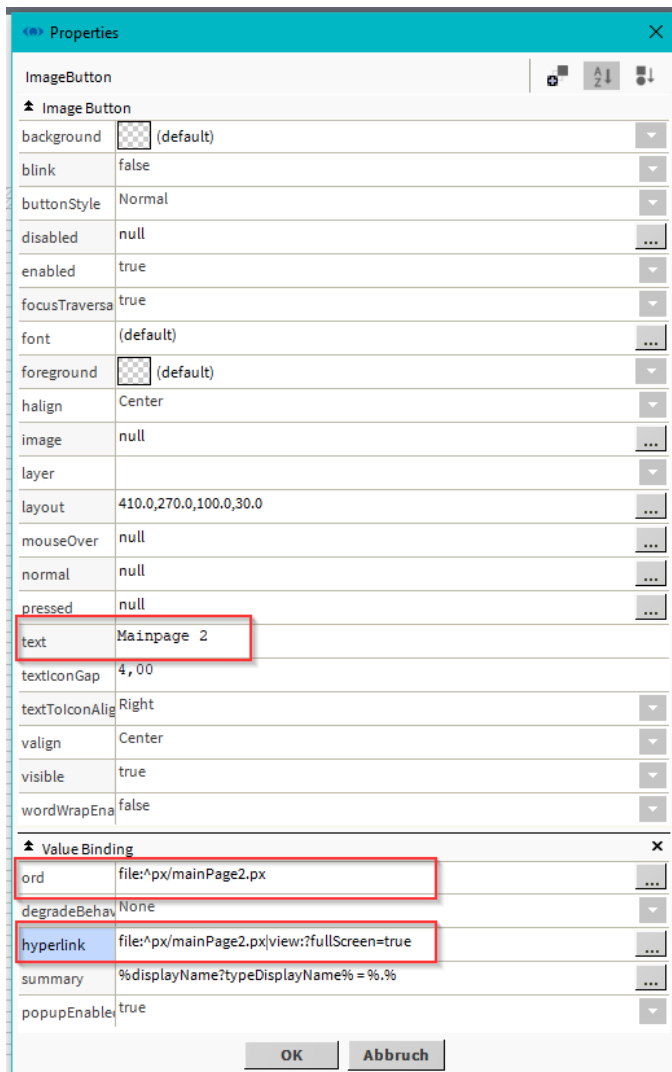 Properties
ImageButton
Image Button
background (default)
blink false
buttonStyle Normal
disabled null ...
enabled true
focusTraversa true
font (default) ...
foreground (default)
halign Center
image null ...
layer
layout 410.0,270.0,100.0,30.0 ...
mouseOver null ...
normal null ...
pressed null ...
text Mainpage 2
textIconGap 4,00
textToIconAlig Right
valign Center
visible true
wordWrapEna false
Value Binding
ord file:^px/mainPage2.px ...
degradeBehav None
hyperlink file:^px/mainPage2.px|view:?fullScreen=true ...
summary %displayName?typeDisplayName% = %.% ...
popupEnable true
OK Abbruch